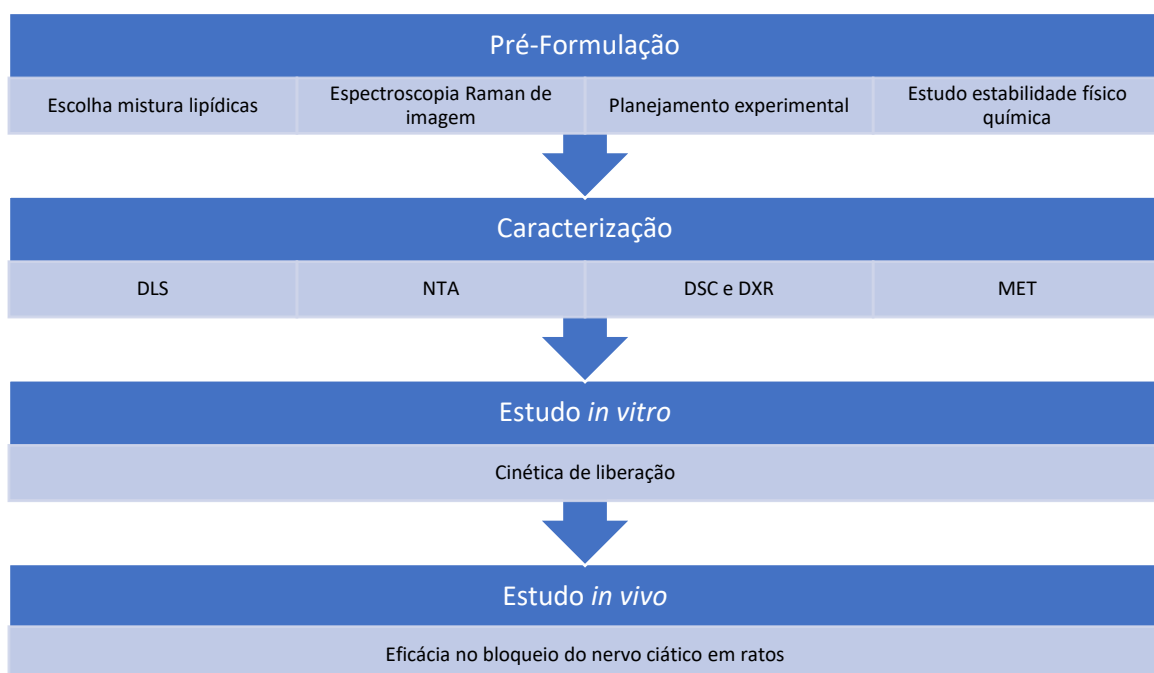 Pré-Formulação
Escolha mistura lipídicas
Espectroscopia Raman de
imagem
Planejamento experimental
Estudo estabilidade físico
química
Caracterização
DLS
NTA
DSC e DXR
MET
Estudo in vitro
Cinética de liberação
Estudo in vivo
Eficácia no bloqueio do nervo ciático em ratos